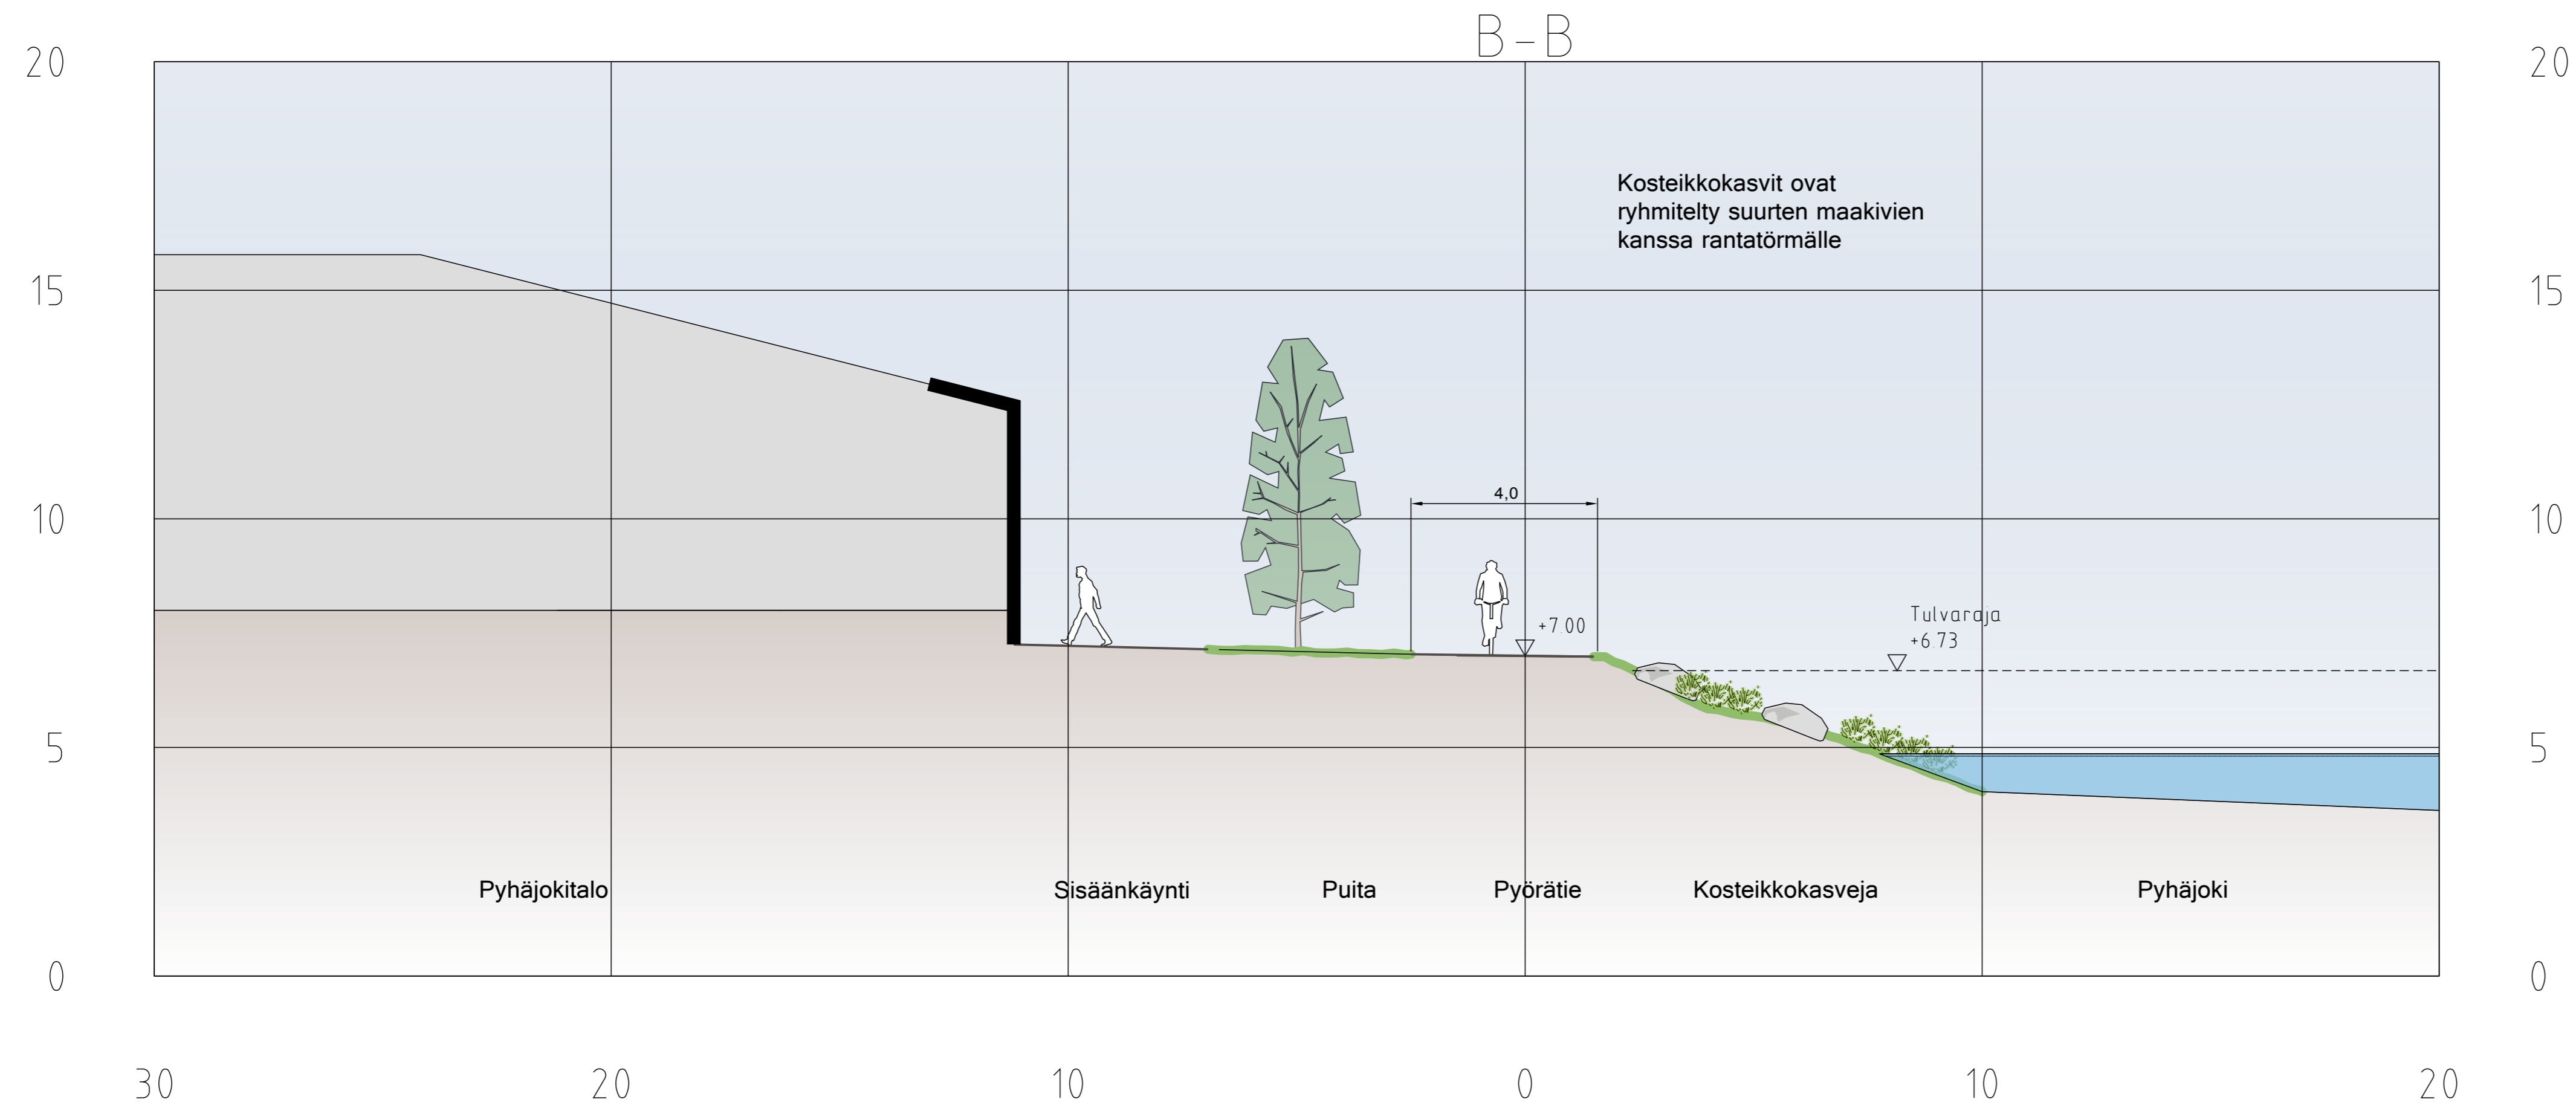 B-B
20
20
Kosteikkokasvit ovat
ryhmitelty suurten maakivien
kanssa rantatörmälle
15
15
10
4,0
10
+7.00
Tulvaraja
+6.73
5
5
Pyhäjokitalo
Sisäänkäynti
Puita
Pyörätie
Kosteikkokasveja
Pyhäjoki
0
0
30
20
10
0
10
20